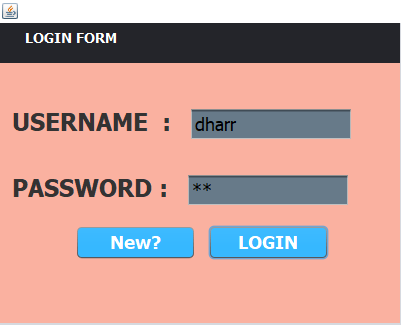 LOGIN FORM
USERNAME : dharr
PASSWORD : **
New? LOGIN